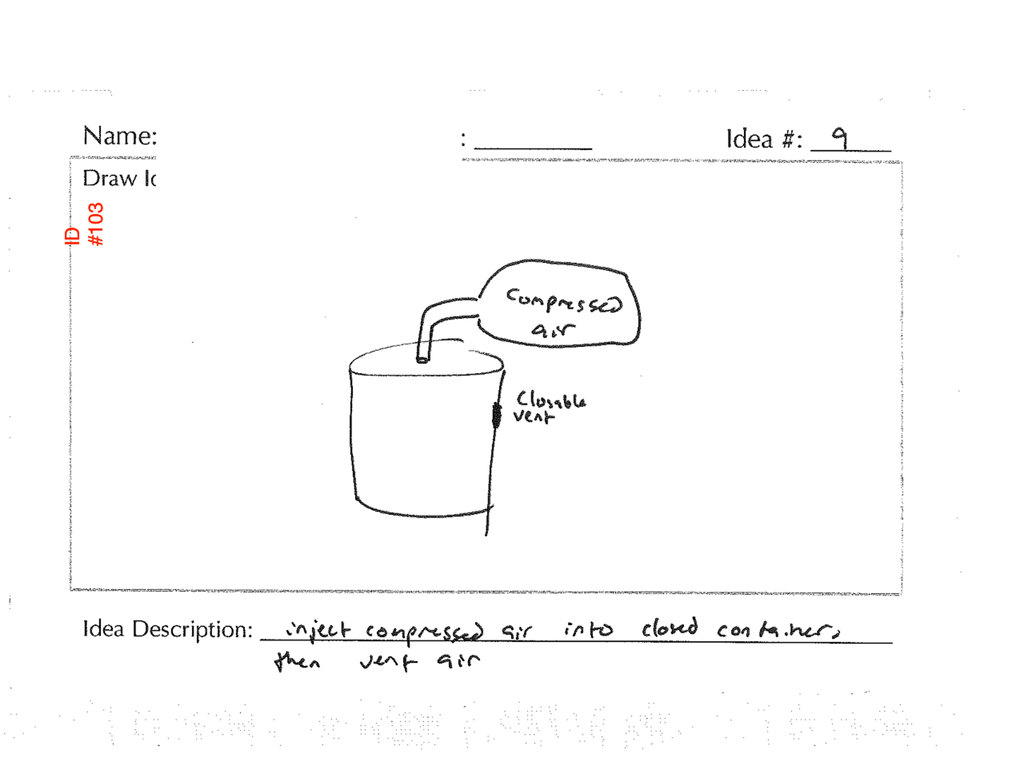 Name: : Idea #: 9
Draw Id
ID
#103
compressed
air
Closable
vent
Idea Description: inject compressed air into closed container,
then vent air